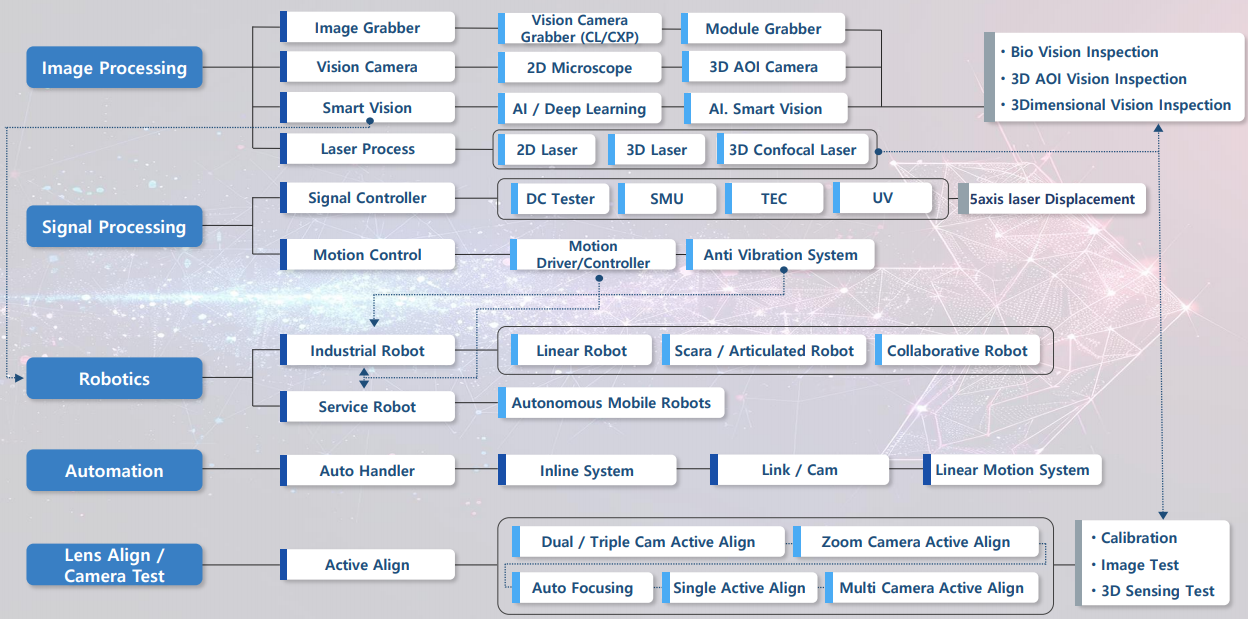 Image Processing
Image Grabber
Vision Camera
Grabber (CL/CXP)
Module Grabber
Vision Camera
2D Microscope
3D AOI Camera
Smart Vision
AI / Deep Learning
AI. Smart Vision
Laser Process
2D Laser
3D Laser
3D Confocal Laser
· Bio Vision Inspection
· 3D AOI Vision Inspection
· 3Dimensional Vision Inspection
Signal Processing
Signal Controller
DC Tester
SMU
TEC
UV
5axis laser Displacement
Motion Control
Motion
Driver/Controller
Anti Vibration System
Robotics
Industrial Robot
Linear Robot
Scara / Articulated Robot
Collaborative Robot
Service Robot
Autonomous Mobile Robots
Automation
Auto Handler
Inline System
Link / Cam
Linear Motion System
Lens Align /
Camera Test
Active Align
Dual / Triple Cam Active Align
Zoom Camera Active Align
Auto Focusing
Single Active Align
Multi Camera Active Align
· Calibration
· Image Test
· 3D Sensing Test